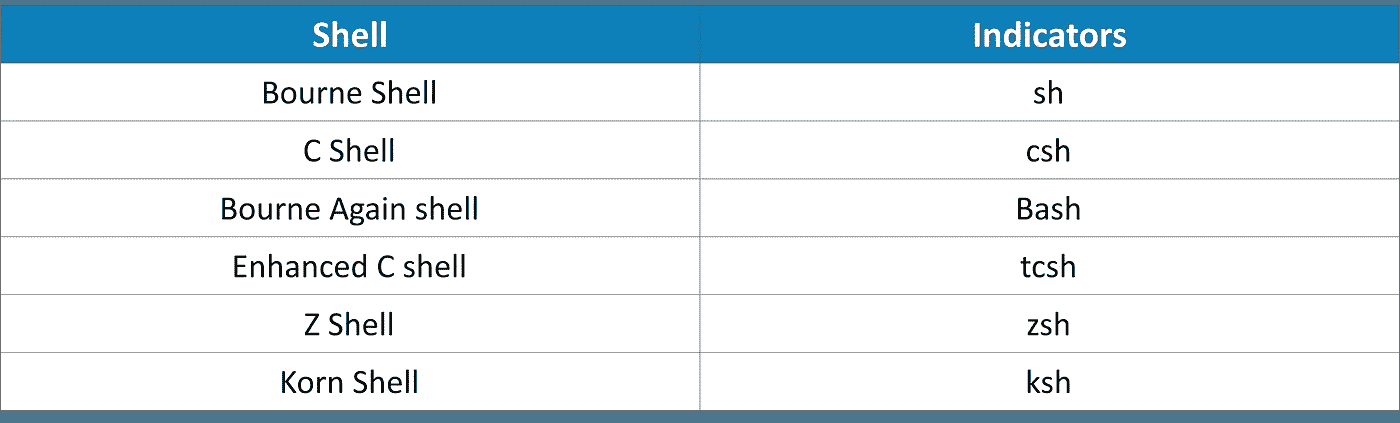 Shell Indicators
Bourne Shell sh
C Shell csh
Bourne Again shell Bash
Enhanced C shell tcsh
Z Shell zsh
Korn Shell ksh